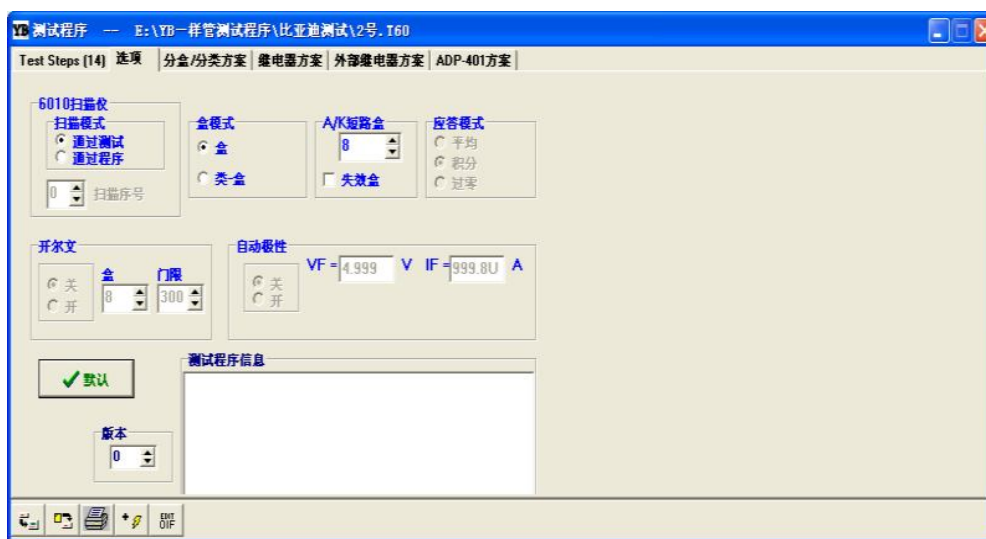 YB 测试程序 -- E:\YB-样管测试程序\比亚迪测试\2号.T60
Test Steps (14) 选项 分盒/分类方案 继电器方案 外部继电器方案 ADP-401方案
6010扫描仪
扫描模式
通过测试
通过程序
0 扫描序号
盒模式
盒
类-盒
A/K短路盒
8
失效盒
应答模式
平均
积分
过零
开尔文
关
开
盒
8
门限
300
自动极性
关
开
VF = 4.999 V IF = 999.8U A
默认
测试程序信息
版本
0
EDIT
OIF